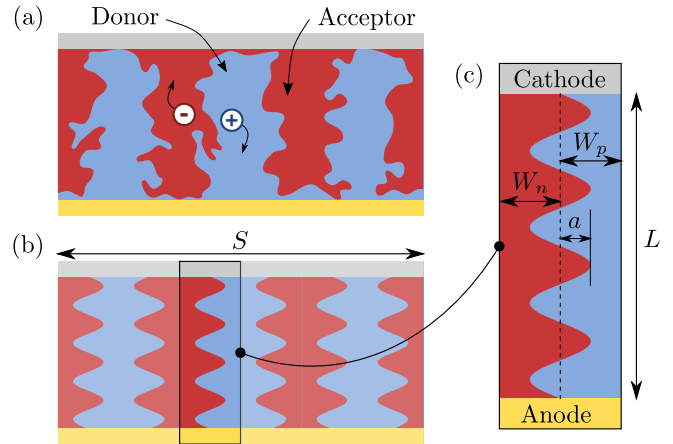 (a)
Donor
Acceptor
-
+
(b)
S
(c)
Cathode
W_p
W_n
a
L
Anode